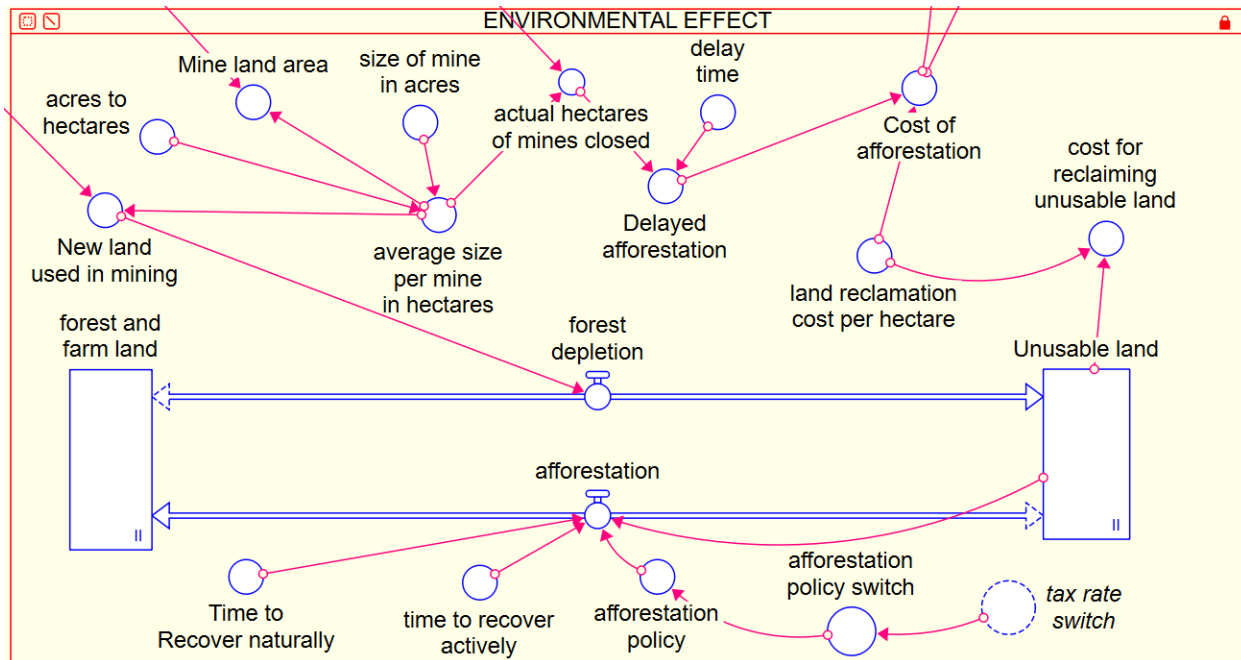 ENVIRONMENTAL EFFECT
Mine land area
size of mine
in acres
delay
time
acres to
hectares
actual hectares
of mines closed
Cost of
afforestation
cost for
reclaiming
unusable land
New land
used in mining
average size
per mine
in hectares
Delayed
afforestation
land reclamation
cost per hectare
forest and
farm land
forest
depletion
Unusable land
afforestation
Time to
Recover naturally
time to recover
actively
afforestation
policy
afforestation
policy switch
tax rate
switch